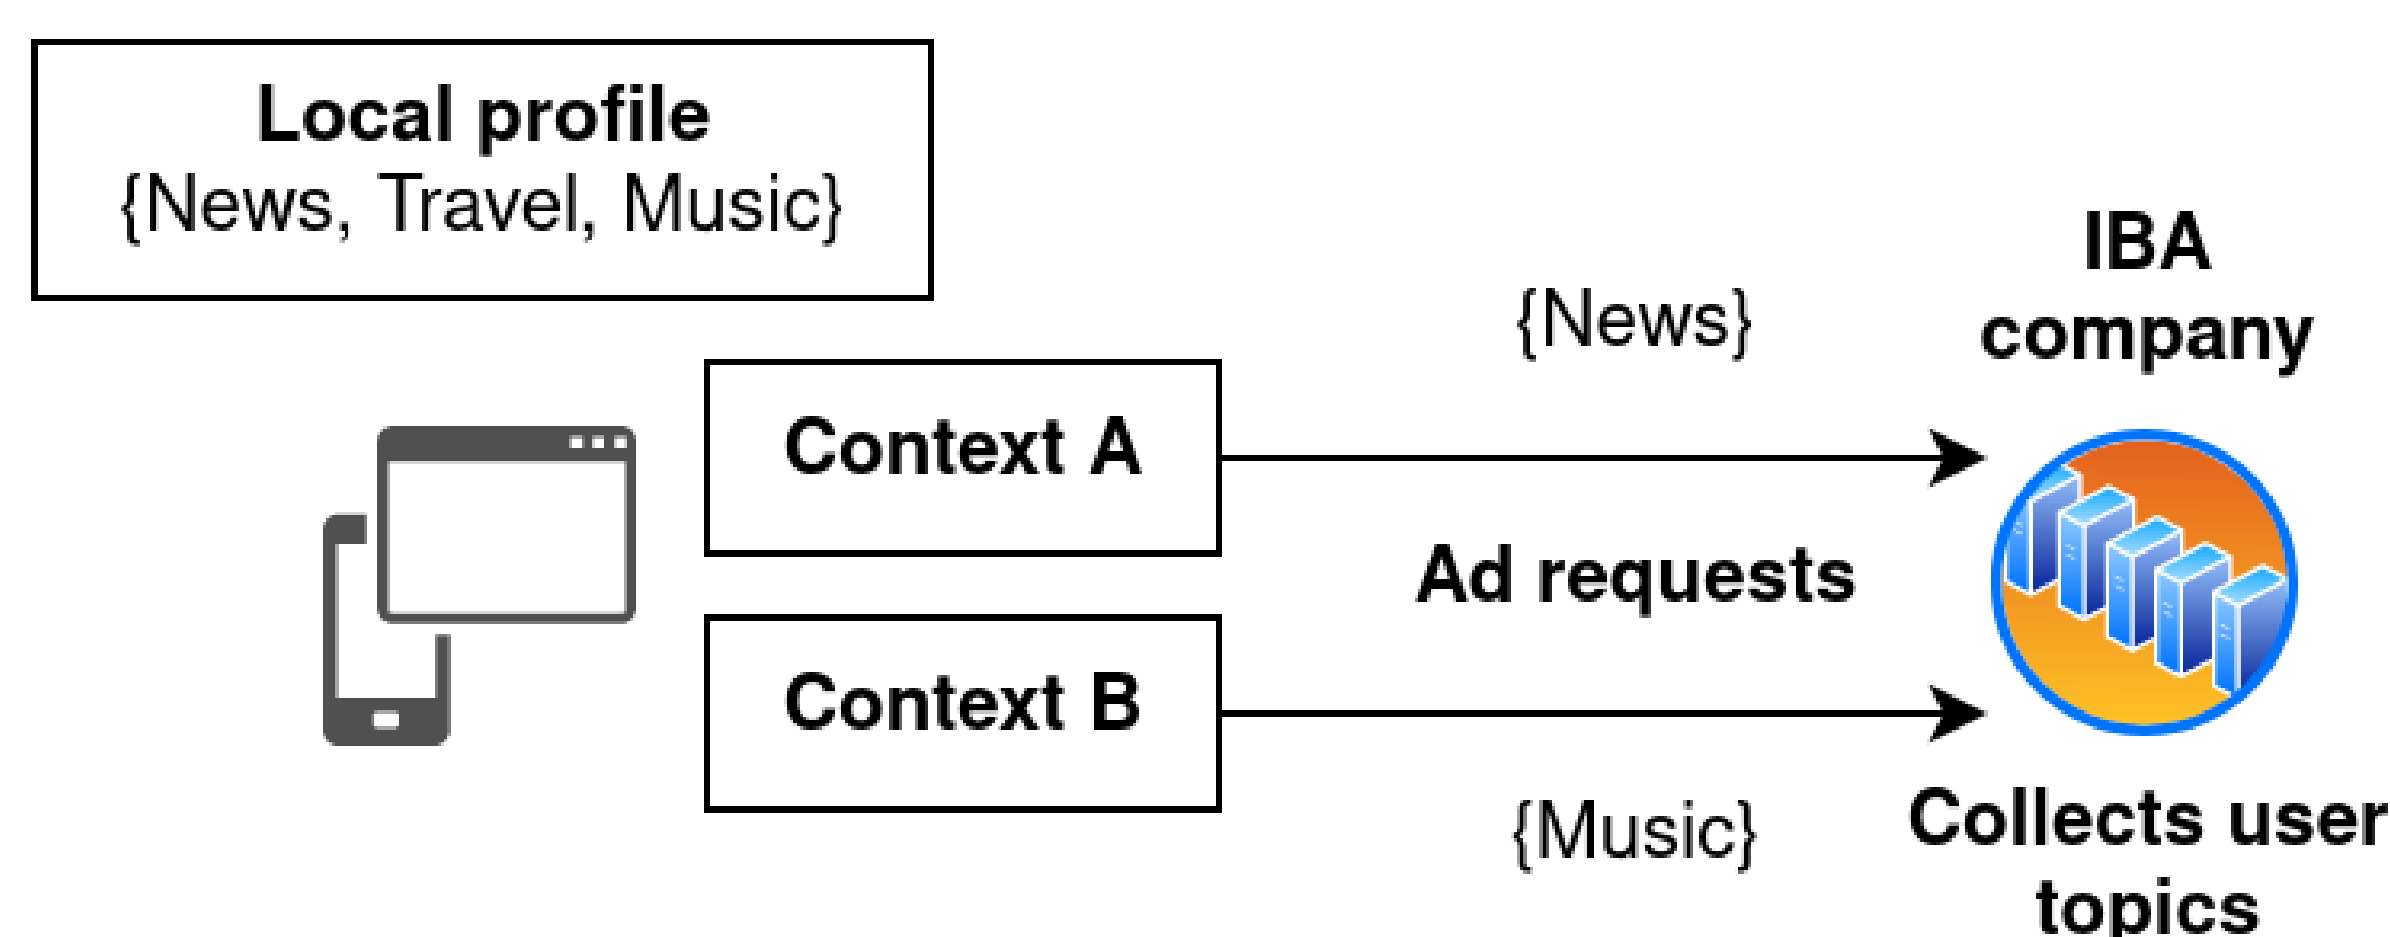 Local profile
{News, Travel, Music}
IBA
company
{News}
Context A
Ad requests
Context B
{Music}
Collects user
topics